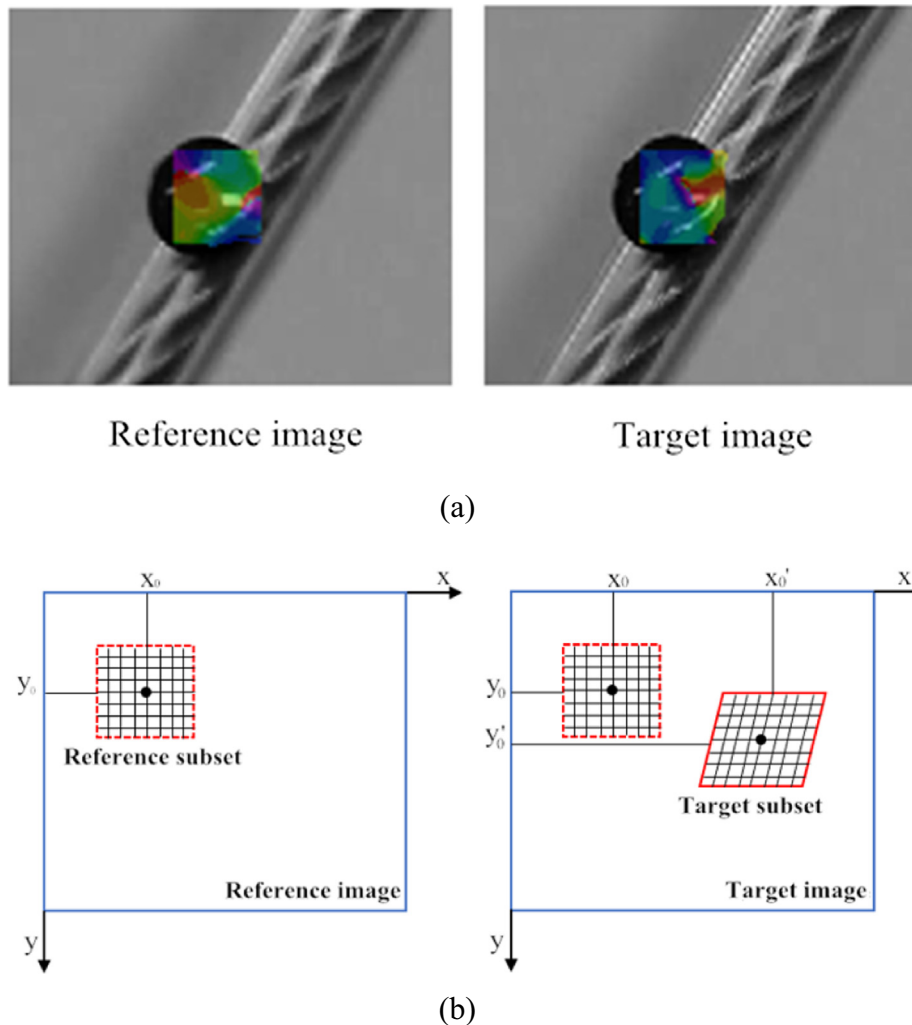 Reference image
Target image
(a)
x₀
x
y₀
Reference subset
Reference image
y
x₀
x₀'
x
y₀
y₀'
Target subset
Target image
y
(b)